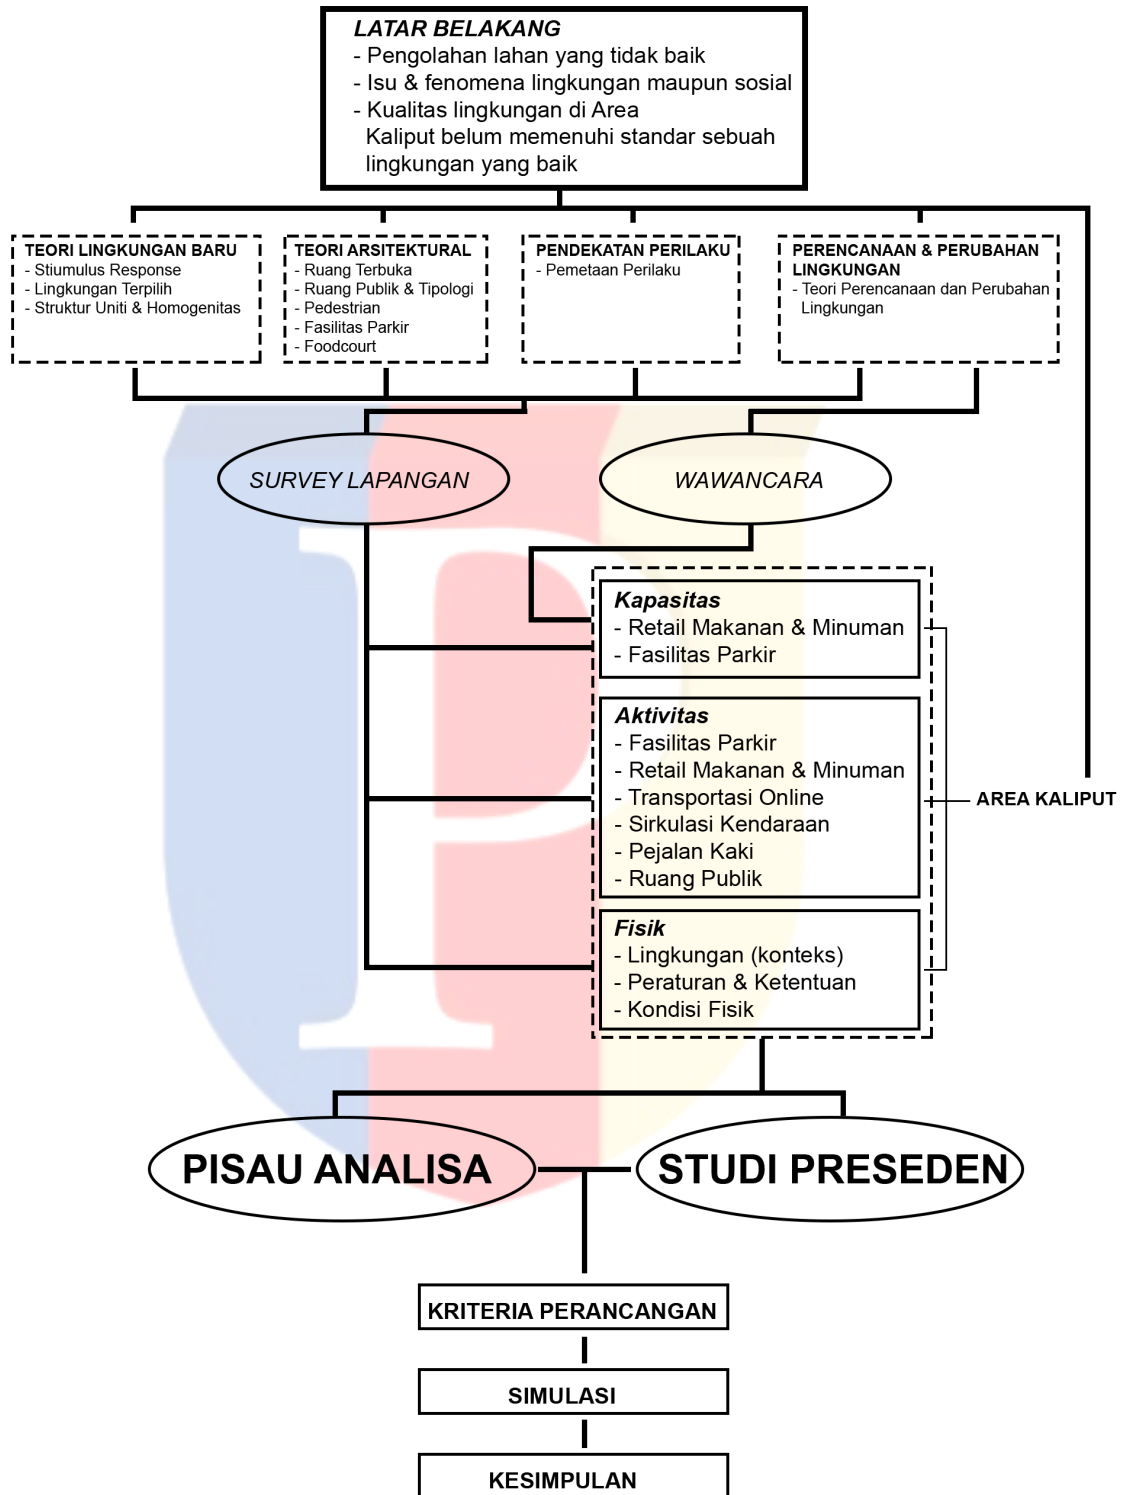 LATAR BELAKANG
- Pengolahan lahan yang tidak baik
- Isu & fenomena lingkungan maupun sosial
- Kualitas lingkungan di Area
Kaliput belum memenuhi standar sebuah
lingkungan yang baik
TEORI LINGKUNGAN BARU
- Stiumulus Response
- Lingkungan Terpilih
- Struktur Uniti & Homogenitas
TEORI ARSITEKTURAL
- Ruang Terbuka
- Ruang Publik & Tipologi
- Pedestrian
- Fasilitas Parkir
- Foodcourt
PENDEKATAN PERILAKU
- Pemetaan Perilaku
PERENCANAAN & PERUBAHAN
LINGKUNGAN
- Teori Perencanaan dan Perubahan
Lingkungan
SURVEY LAPANGAN
WAWANCARA
Kapasitas
- Retail Makanan & Minuman
- Fasilitas Parkir
Aktivitas
- Fasilitas Parkir
- Retail Makanan & Minuman
- Transportasi Online
- Sirkulasi Kendaraan
- Pejalan Kaki
- Ruang Publik
AREA KALIPUT
Fisik
- Lingkungan (konteks)
- Peraturan & Ketentuan
- Kondisi Fisik
PISAU ANALISA
STUDI PRESEDEN
KRITERIA PERANCANGAN
SIMULASI
KESIMPULAN